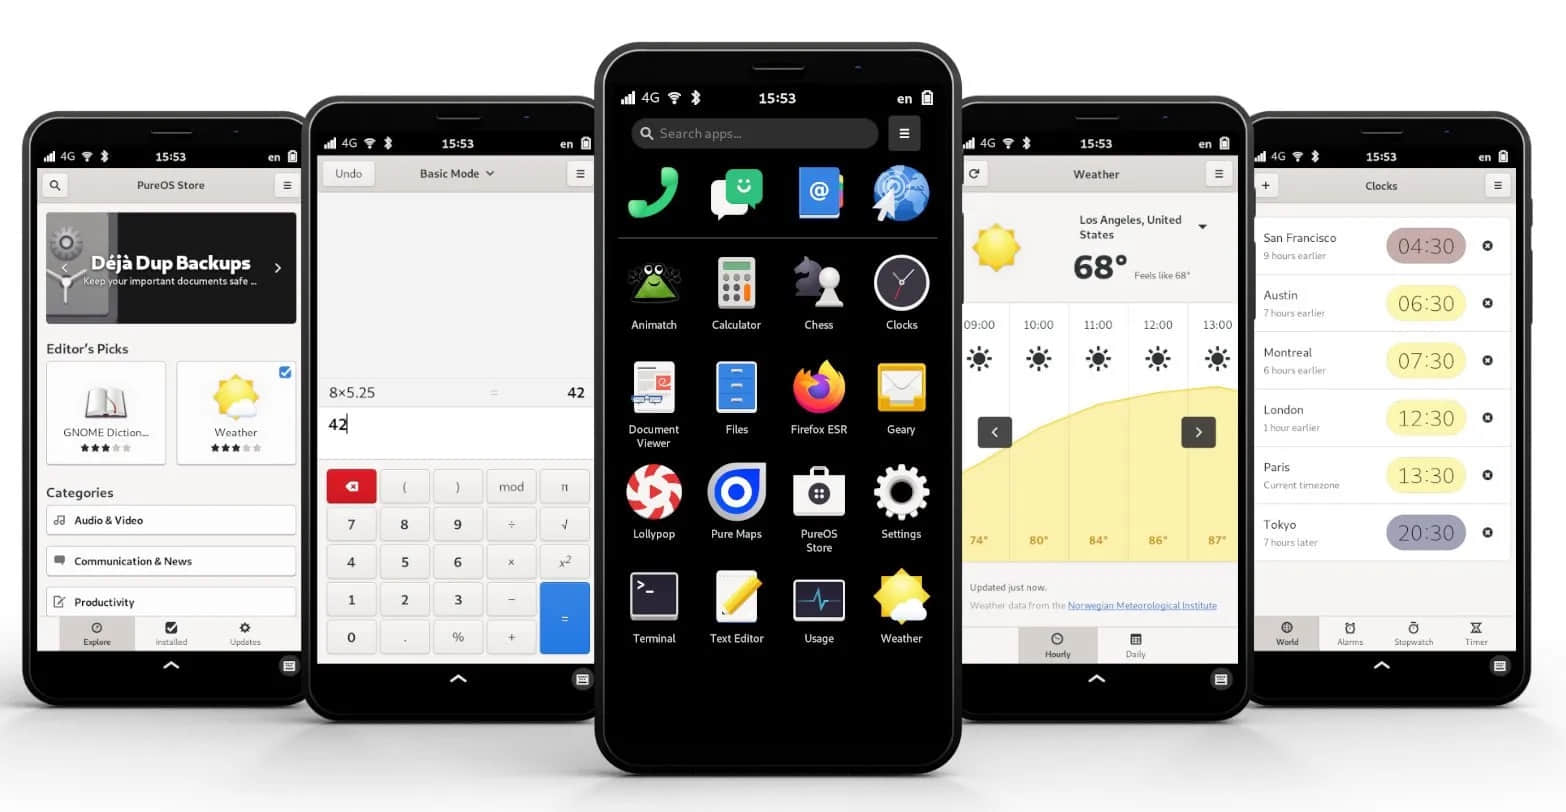 4G 15:53 en
PureOS Store
Déjà Dup Backups
Keep your important documents safe ...
Editor's Picks
GNOME Diction...
Weather
Categories
Audio & Video
Communication & News
Productivity
Explore Installed Updates
4G 15:53 en
Undo Basic Mode
8×5.25 = 42
42
( ) mod π
7 8 9 ÷ √
4 5 6 × x²
1 2 3 − =
0 . % +
4G 15:53 en
Search apps...
@
Animatch Calculator Chess Clocks
Document Viewer Files Firefox ESR Geary
Lollypop Pure Maps PureOS Store Settings
>_
Terminal Text Editor Usage Weather
4G 15:53 en
Weather
Los Angeles, United
States
68° Feels like 68°
09:00 10:00 11:00 12:00 13:00
74° 80° 84° 86° 87°
Updated just now.
Weather data from the Norwegian Meteorological Institute
Hourly Daily
4G 15:53 en
Clocks
San Francisco 04:30
9 hours earlier
Austin 06:30
7 hours earlier
Montreal 07:30
6 hours earlier
London 12:30
1 hour earlier
Paris 13:30
Current timezone
Tokyo 20:30
7 hours later
World Alarms Stopwatch Timer